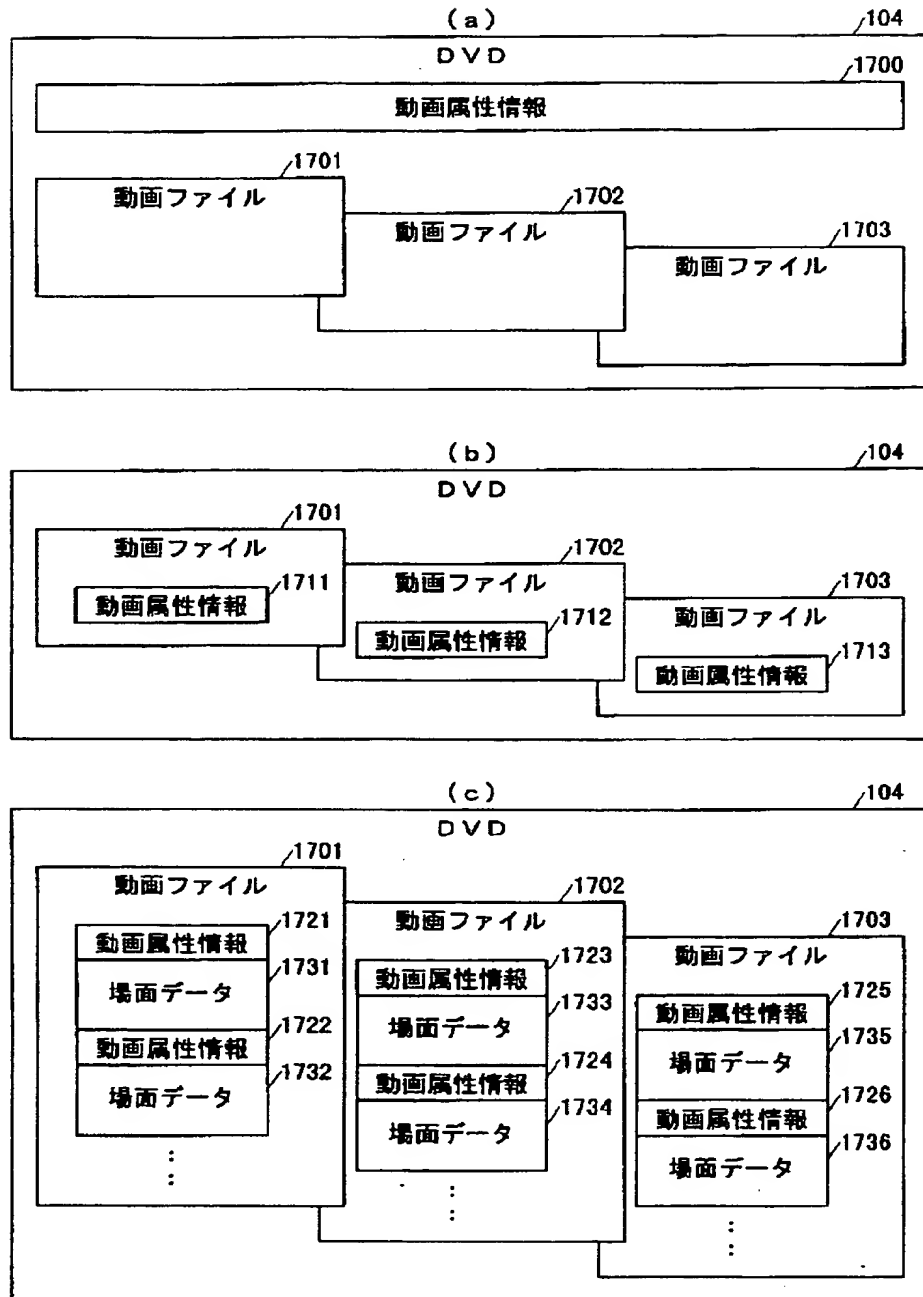 (a)
104
DVD
1700
動画属性情報
1701
動画ファイル
1702
動画ファイル
1703
動画ファイル
(b)
104
DVD
1701
動画ファイル
1711
動画属性情報
1702
動画ファイル
1712
動画属性情報
1703
動画ファイル
1713
動画属性情報
(c)
104
DVD
1701
動画ファイル
1721
動画属性情報
1731
場面データ
1722
動画属性情報
1732
場面データ
⋮
1702
動画ファイル
1723
動画属性情報
1733
場面データ
1724
動画属性情報
1734
場面データ
⋮
1703
動画ファイル
1725
動画属性情報
1735
場面データ
1726
動画属性情報
1736
場面データ
⋮